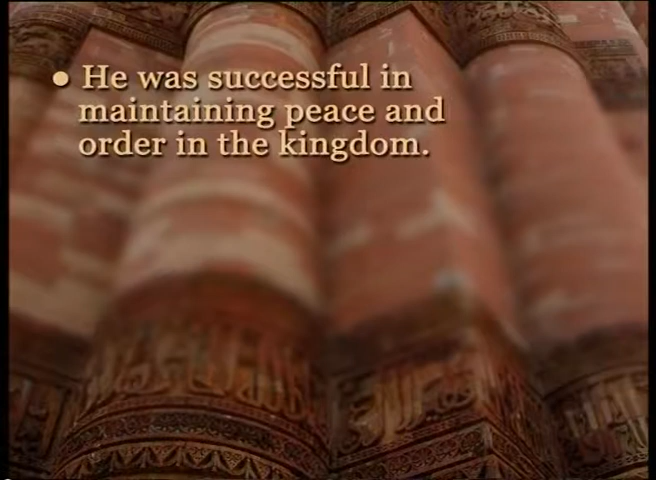 • He was successful in
maintaining peace and
order in the kingdom.